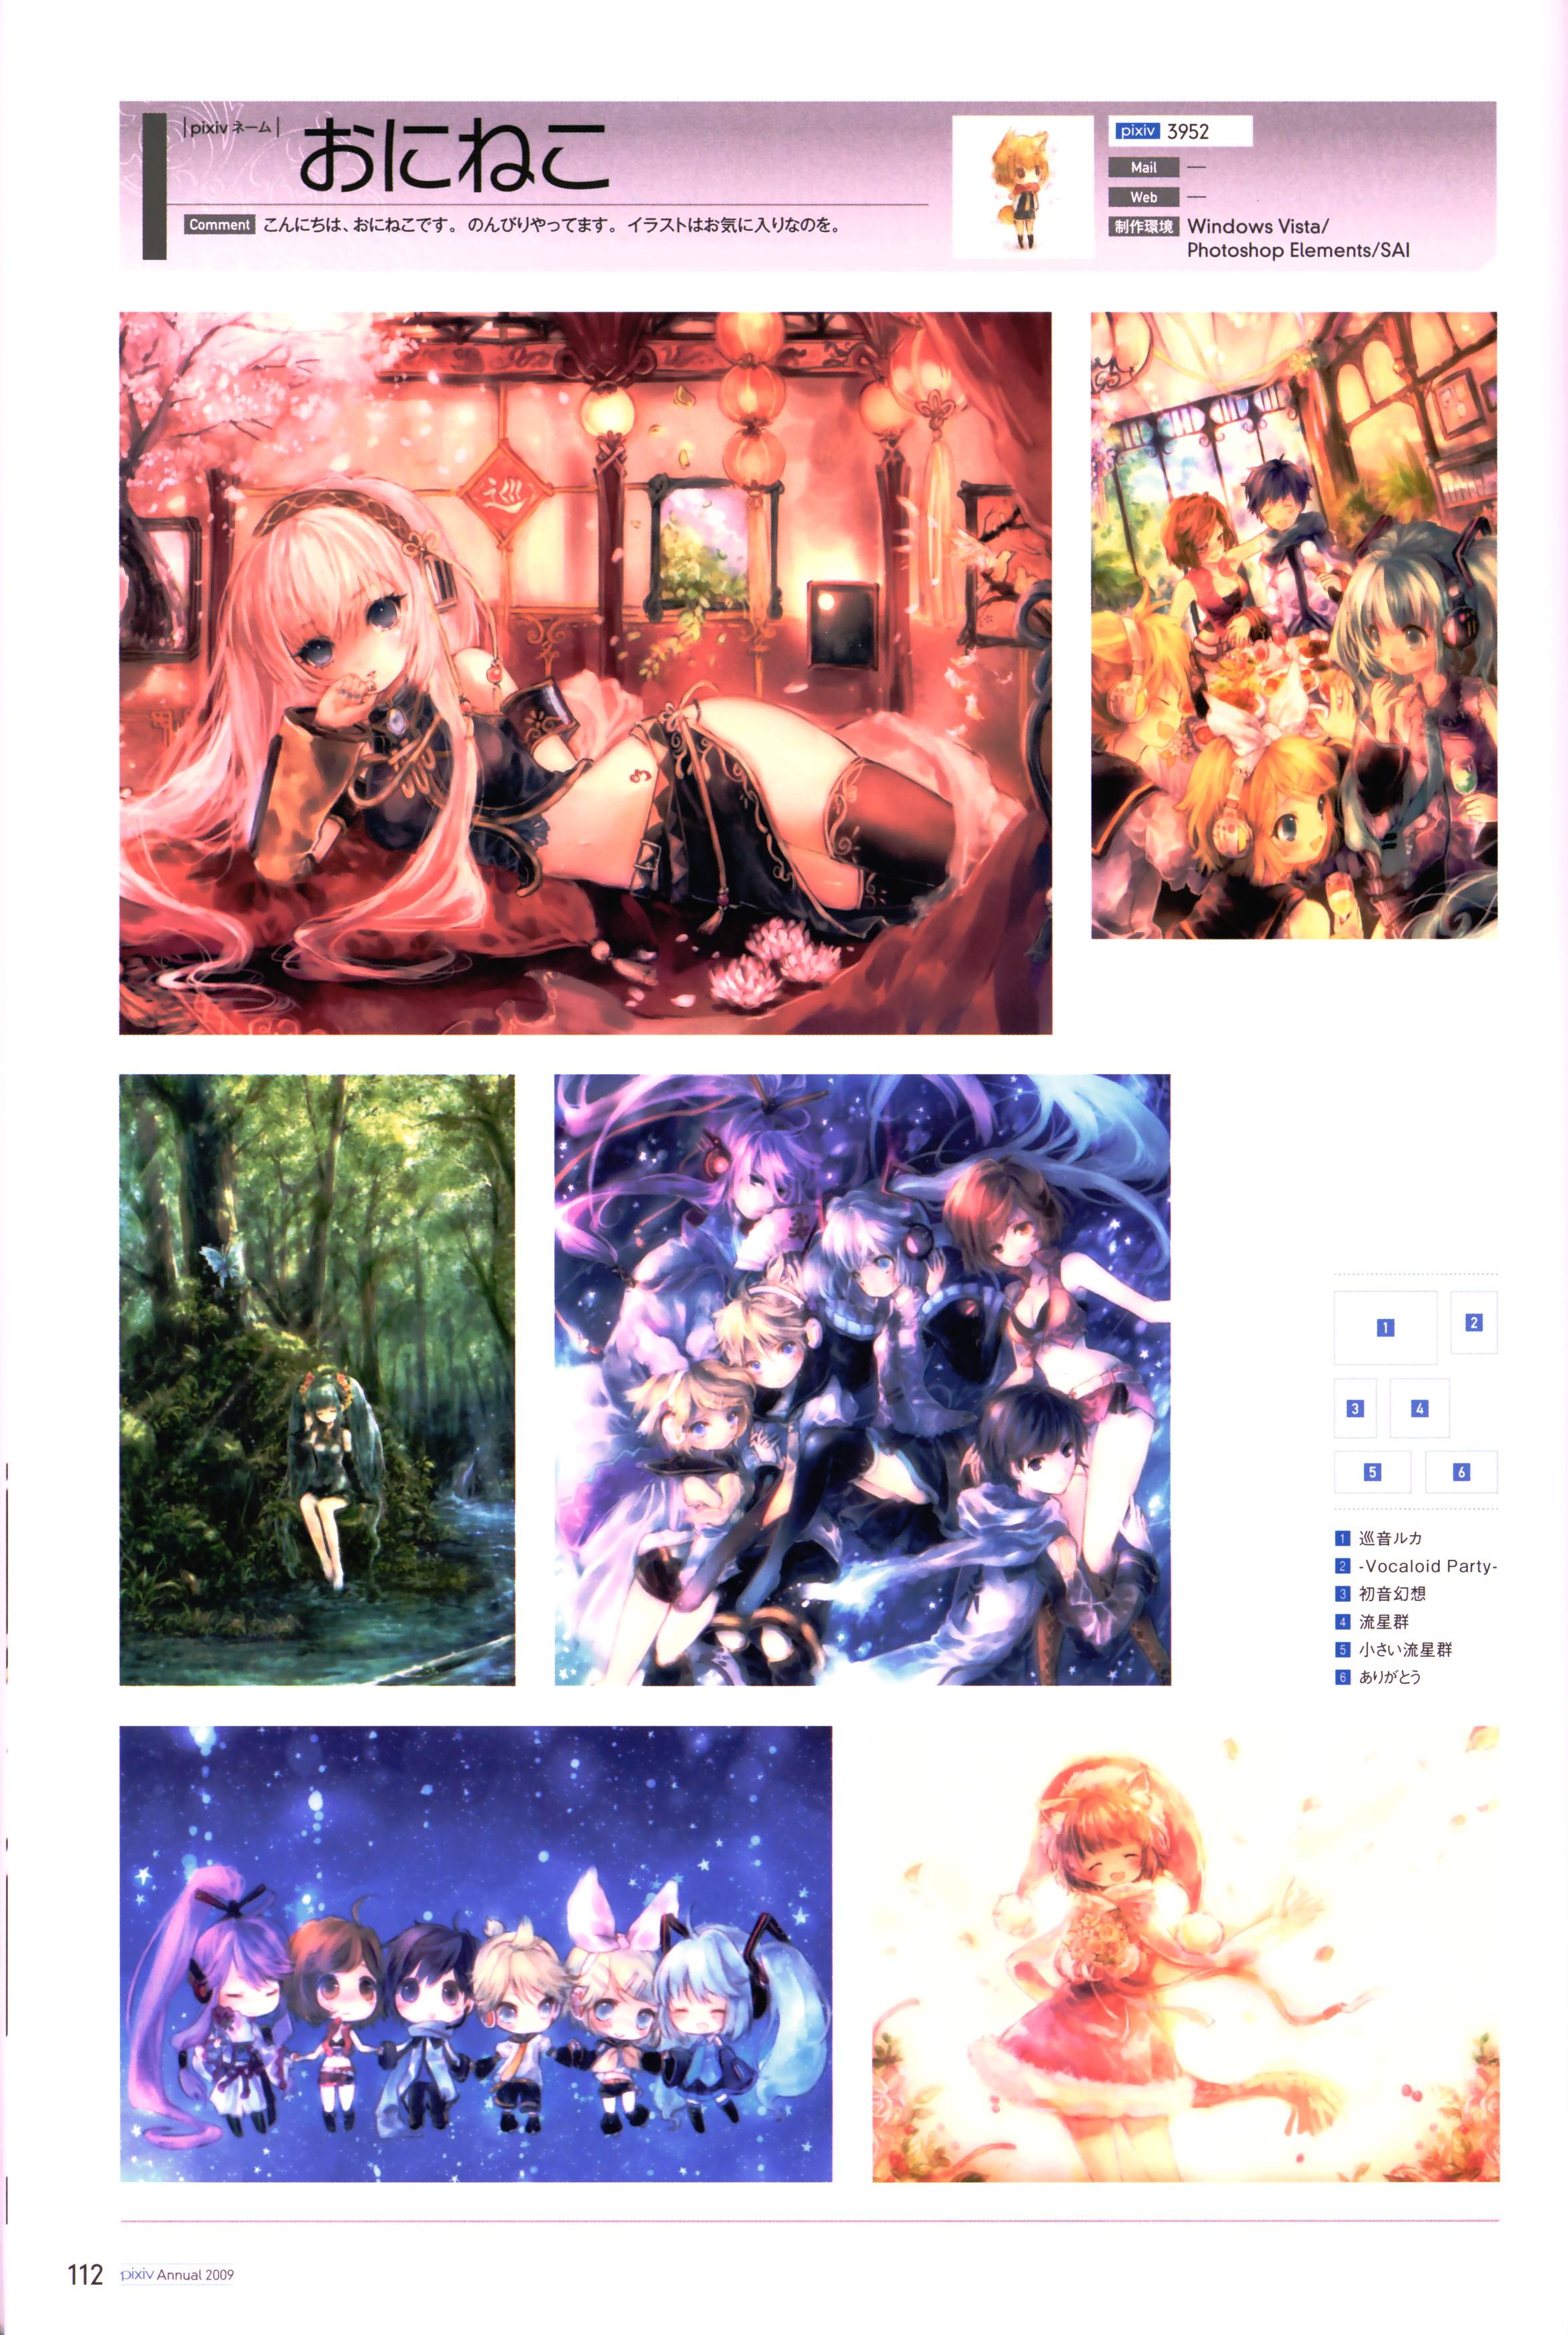 |pixiv ネーム|
おにねこ
Comment こんにちは、おにねこです。のんびりやってます。イラストはお気に入りなのを。
pixiv 3952
Mail —
Web —
制作環境 Windows Vista/
Photoshop Elements/SAI
巡
1
2
3
4
5
6
1 巡音ルカ
2 -Vocaloid Party-
3 初音幻想
4 流星群
5 小さい流星群
6 ありがとう
112 pixiv Annual 2009